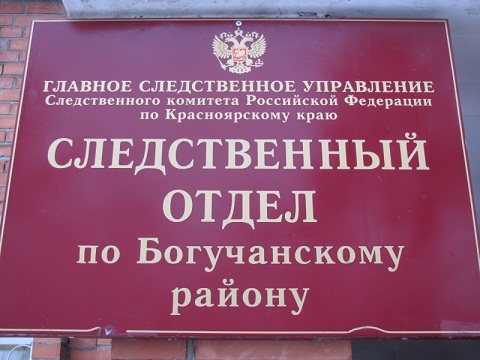 ГЛАВНОЕ СЛЕДСТВЕННОЕ УПРАВЛЕНИЕ
Следственного комитета Российской Федерации
по Красноярскому краю
СЛЕДСТВЕННЫЙ
ОТДЕЛ
по Богучанскому
району